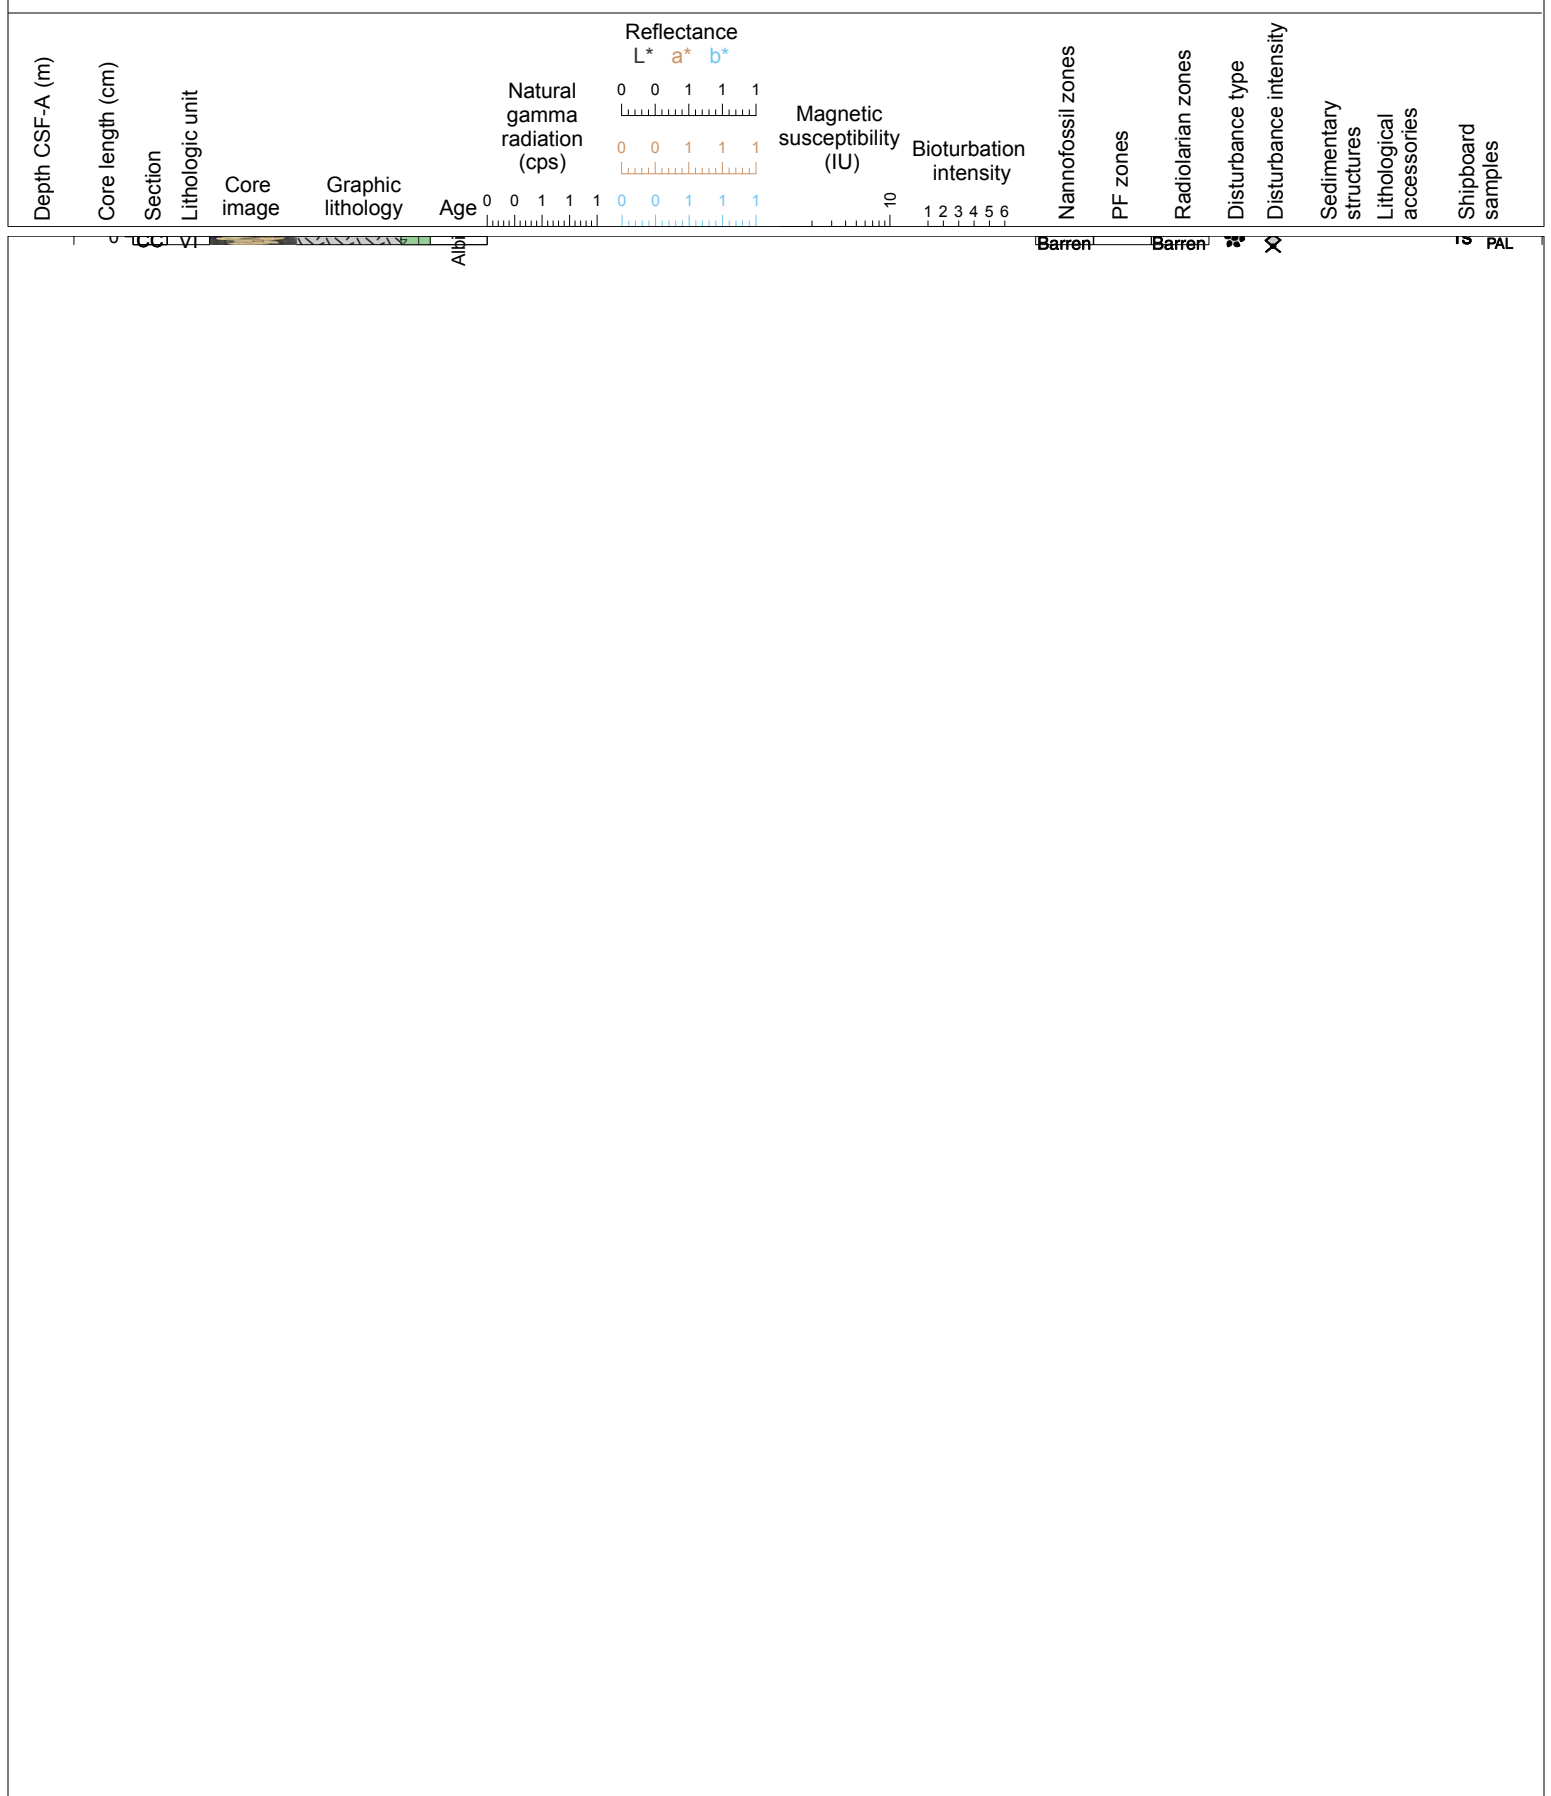 Depth CSF-A (m)
Core length (cm)
Section
Lithologic unit
Core
image
Graphic
lithology
Age
Natural
gamma
radiation
(cps)
0 0 1 1 1
Reflectance
L* a* b*
0 0 1 1 1
0 0 1 1 1
0 0 1 1 1
Magnetic
susceptibility
(IU)
10
Bioturbation
intensity
1 2 3 4 5 6
Nannofossil zones
PF zones
Radiolarian zones
Disturbance type
Disturbance intensity
Sedimentary
structures
Lithological
accessories
Shipboard
samples
0
CC
VI
Albi
Barren
Barren
TS
PAL